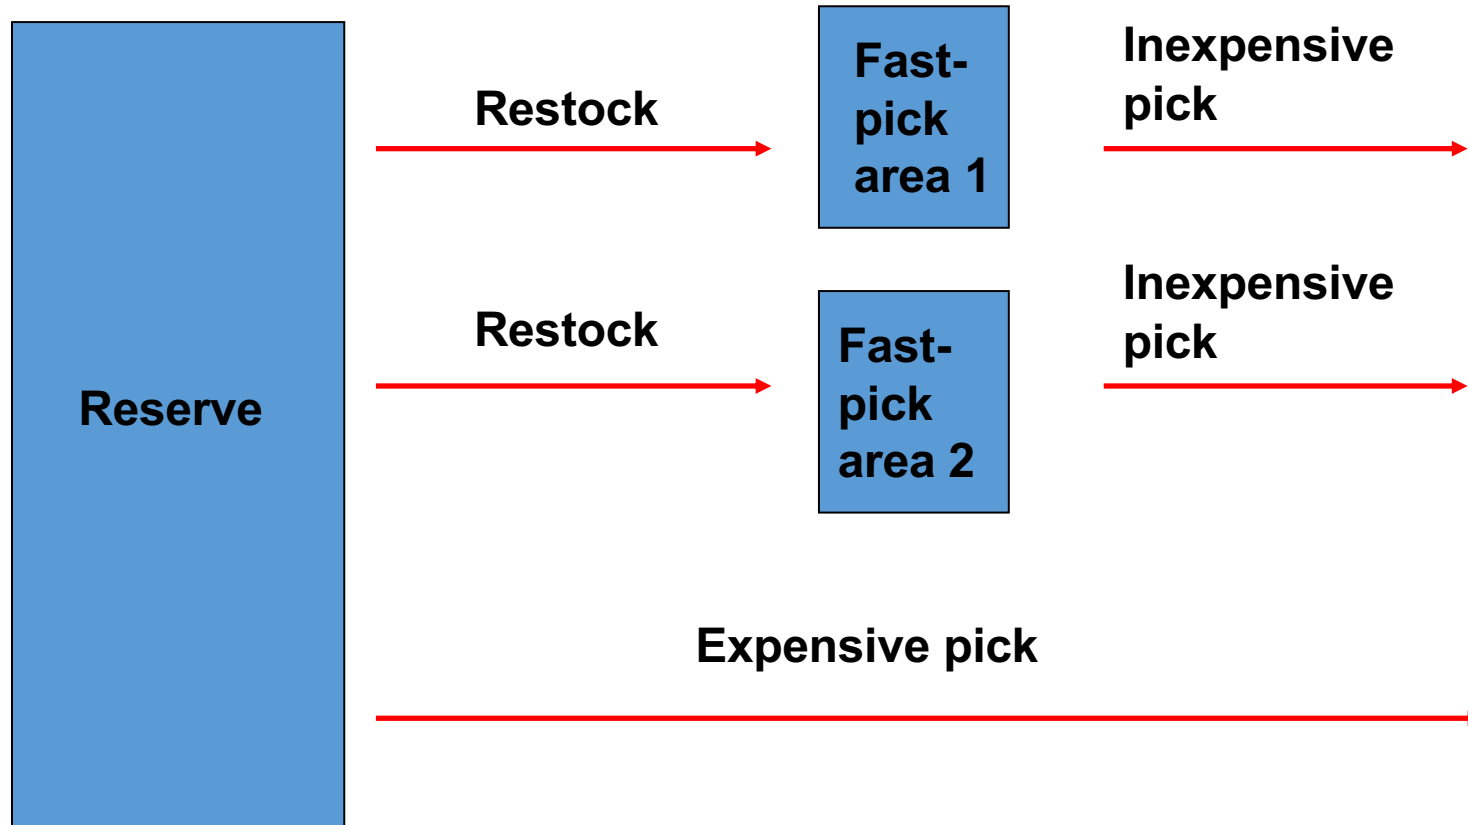 Reserve
Restock
Fast-
pick
area 1
Inexpensive
pick
Restock
Fast-
pick
area 2
Inexpensive
pick
Expensive pick